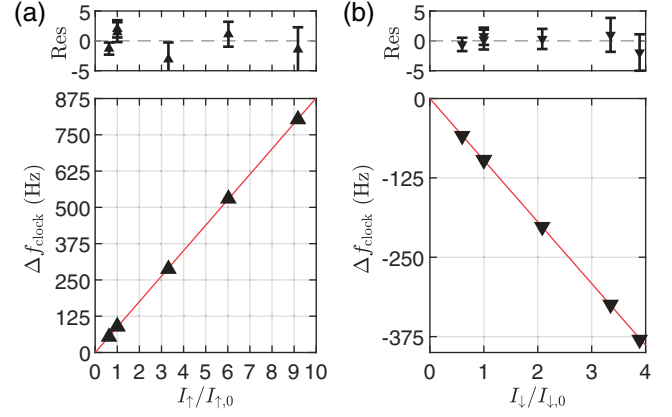 (a)
Res
5
0
-5
Δf_clock (Hz)
875
750
625
500
375
250
125
0
0 1 2 3 4 5 6 7 8 9 10
I↑/I↑,0
(b)
Res
5
0
-5
Δf_clock (Hz)
0
-125
-250
-375
0 1 2 3 4
I↓/I↓,0